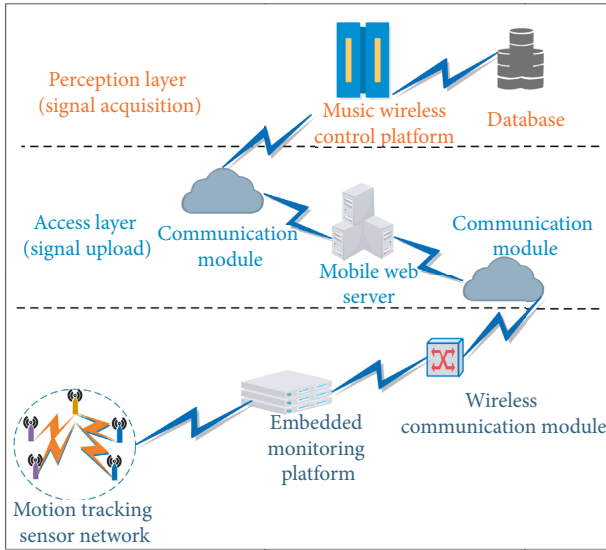 Perception layer
(signal acquisition)
Music wireless
control platform
Database
Access layer
(signal upload)
Communication
module
Mobile web
server
Communication
module
Motion tracking
sensor network
Embedded
monitoring
platform
Wireless
communication module